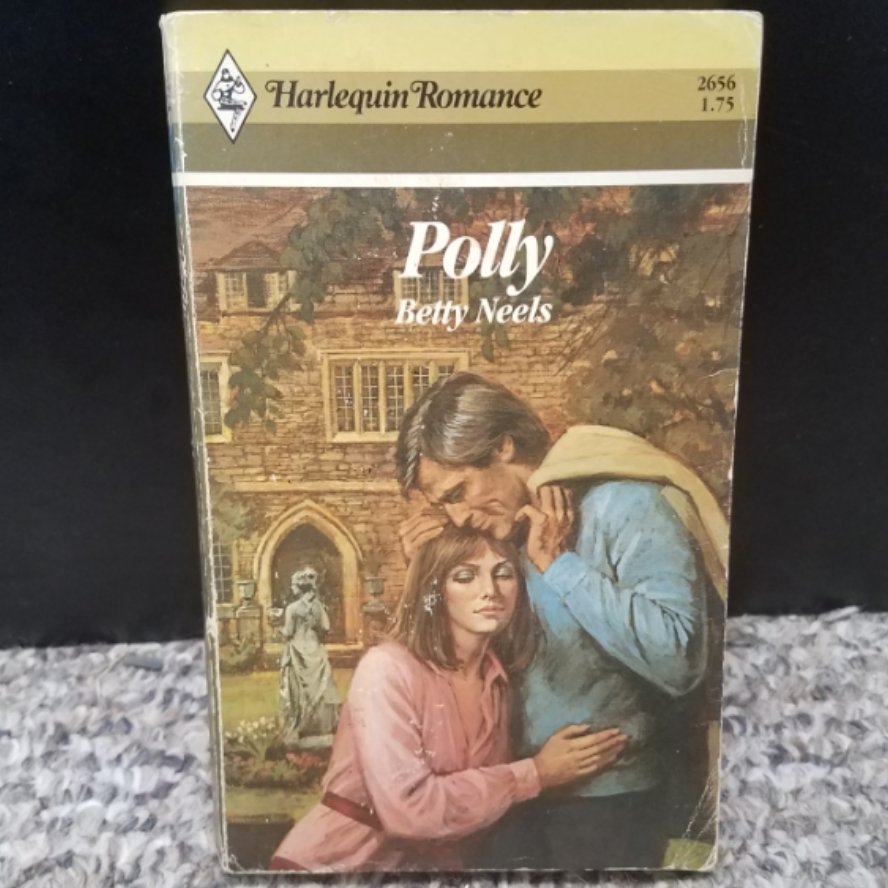 Harlequin Romance
2656
1.75
Polly
Betty Neels